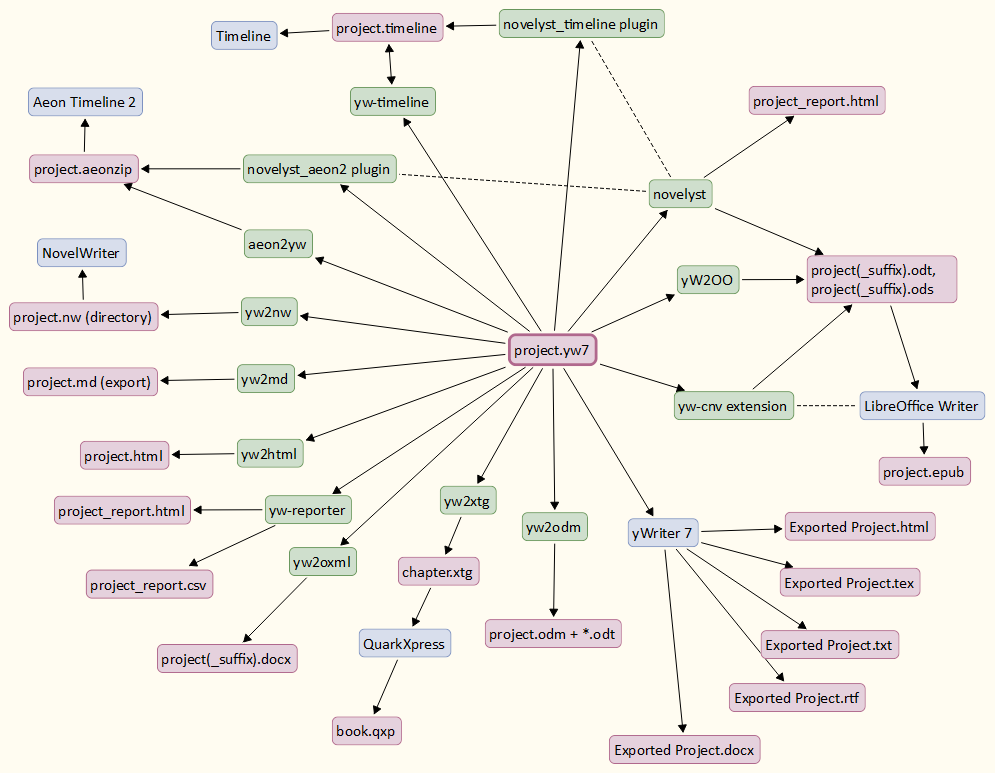 novelyst_timeline plugin
project.timeline
Timeline
Aeon Timeline 2
yw-timeline
project_report.html
project.aeonzip
novelyst_aeon2 plugin
novelyst
aeon2yw
NovelWriter
yW2OO
project(_suffix).odt,
project(_suffix).ods
project.nw (directory)
yw2nw
project.yw7
project.md (export)
yw2md
yw-cnv extension
LibreOffice Writer
project.html
yw2html
project.epub
project_report.html
yw-reporter
yw2xtg
yw2odm
yWriter 7
Exported Project.html
yw2oxml
project_report.csv
chapter.xtg
Exported Project.tex
project(_suffix).docx
QuarkXpress
project.odm + *.odt
Exported Project.txt
Exported Project.rtf
book.qxp
Exported Project.docx